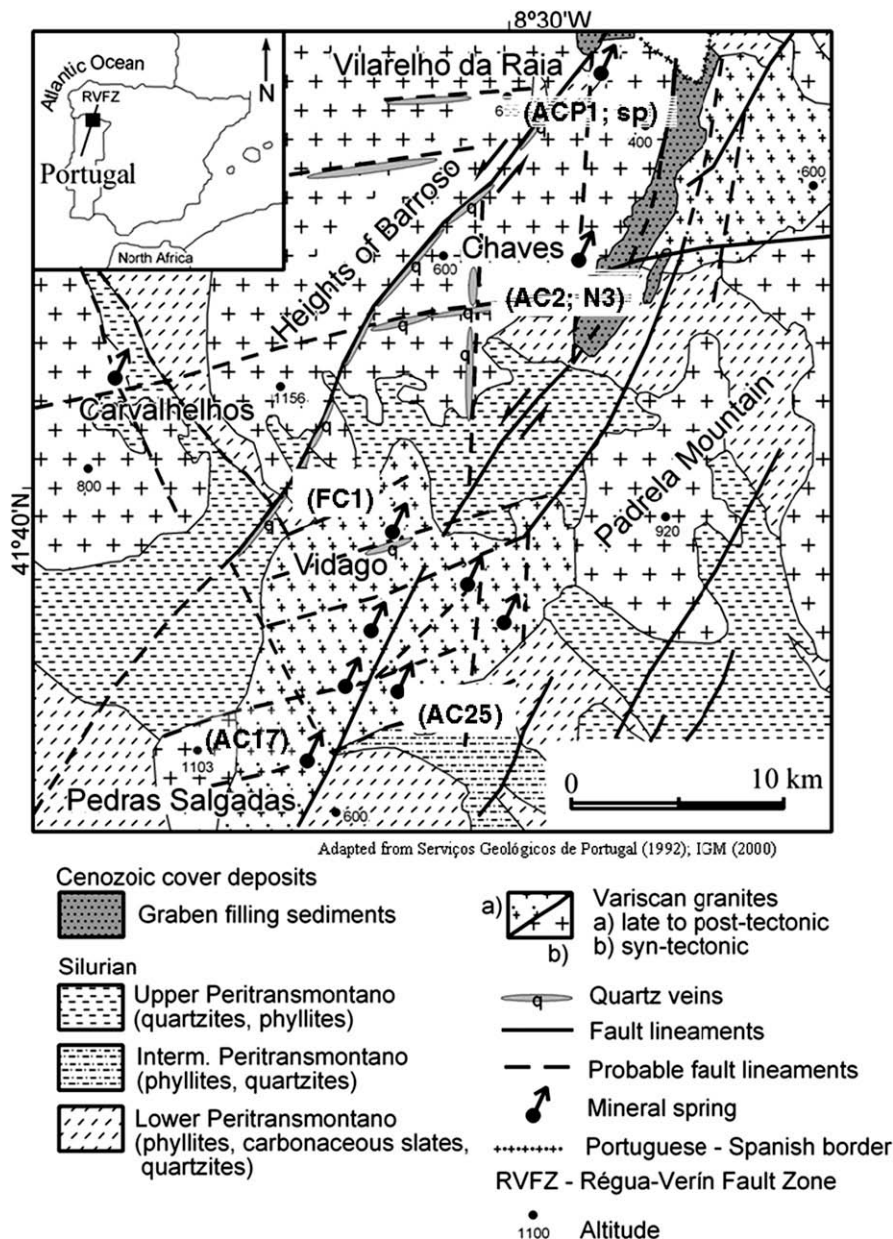 8°30'W
Atlantic Ocean
RVFZ
N
Portugal
North Africa
Vilarelho da Raia
(ACP1; sp)
400
600
Heights of Barroso
q
600
Chaves
q
(AC2; N3)
q
q
q
Carvalhelhos
1156
q
Padrela Mountain
800
41°40'N
(FC1)
q
920
q
Vidago
(AC25)
(AC17)
1103
0
10 km
Pedras Salgadas
600
Adapted from Serviços Geológicos de Portugal (1992); IGM (2000)
Cenozoic cover deposits
Graben filling sediments
Silurian
Upper Peritransmontano
(quartzites, phyllites)
Interm. Peritransmontano
(phyllites, quartzites)
Lower Peritransmontano
(phyllites, carbonaceous slates,
quartzites)
a)
b)
Variscan granites
a) late to post-tectonic
b) syn-tectonic
q
Quartz veins
Fault lineaments
Probable fault lineaments
Mineral spring
Portuguese - Spanish border
RVFZ - Régua-Verín Fault Zone
1100
Altitude